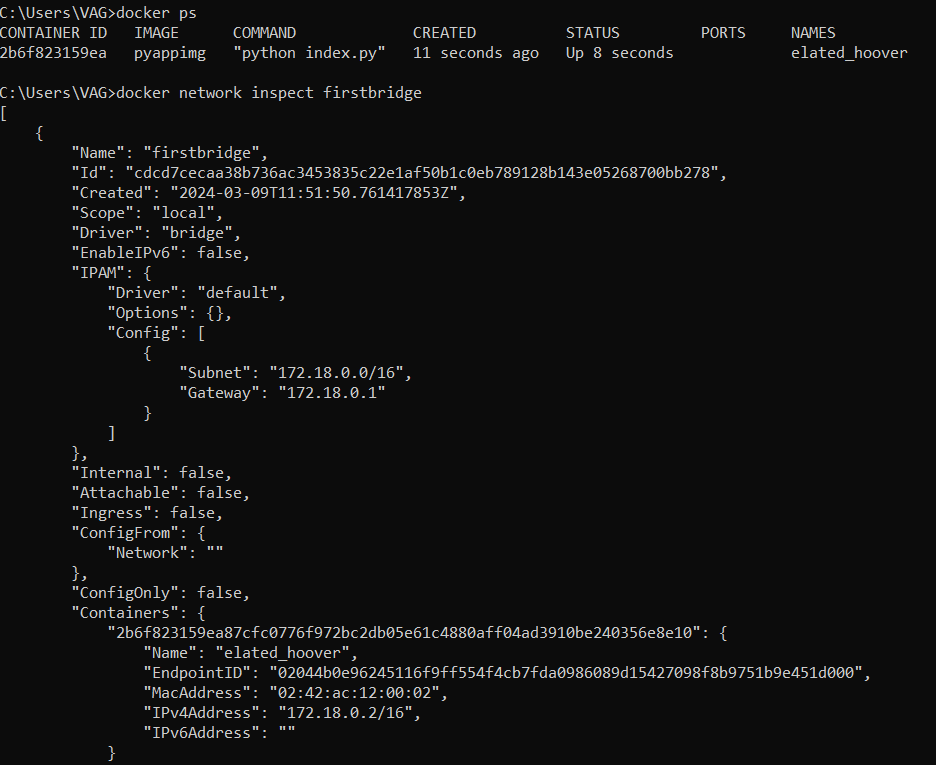 C:\Users\VAG>docker ps
CONTAINER ID   IMAGE      COMMAND             CREATED          STATUS         PORTS     NAMES
2b6f823159ea   pyappimg   "python index.py"   11 seconds ago   Up 8 seconds             elated_hoover

C:\Users\VAG>docker network inspect firstbridge
[
    {
        "Name": "firstbridge",
        "Id": "cdcd7cecaa38b736ac3453835c22e1af50b1c0eb789128b143e05268700bb278",
        "Created": "2024-03-09T11:51:50.761417853Z",
        "Scope": "local",
        "Driver": "bridge",
        "EnableIPv6": false,
        "IPAM": {
            "Driver": "default",
            "Options": {},
            "Config": [
                {
                    "Subnet": "172.18.0.0/16",
                    "Gateway": "172.18.0.1"
                }
            ]
        },
        "Internal": false,
        "Attachable": false,
        "Ingress": false,
        "ConfigFrom": {
            "Network": ""
        },
        "ConfigOnly": false,
        "Containers": {
            "2b6f823159ea87cfc0776f972bc2db05e61c4880aff04ad3910be240356e8e10": {
                "Name": "elated_hoover",
                "EndpointID": "02044b0e96245116f9ff554f4cb7fda0986089d15427098f8b9751b9e451d000",
                "MacAddress": "02:42:ac:12:00:02",
                "IPv4Address": "172.18.0.2/16",
                "IPv6Address": ""
            }